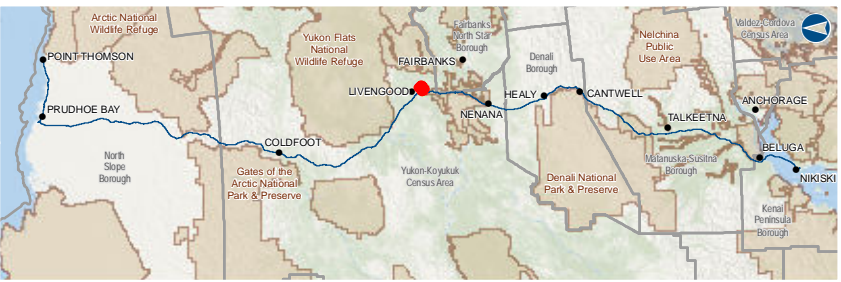 Arctic National
Wildlife Refuge
POINT THOMSON
PRUDHOE BAY
North
Slope
Borough
COLDFOOT
Gates of the
Arctic National
Park & Preserve
Yukon Flats
National
Wildlife Refuge
LIVENGOOD
Yukon-Koyukuk
Census Area
Fairbanks
North Star
Borough
FAIRBANKS
NENANA
Denali
Borough
HEALY
CANTWELL
Denali National
Park & Preserve
Nelchina
Public
Use Area
TALKEETNA
Matanuska-Susitna
Borough
Valdez-Cordova
Census Area
ANCHORAGE
BELUGA
NIKISKI
Kenai
Peninsula
Borough